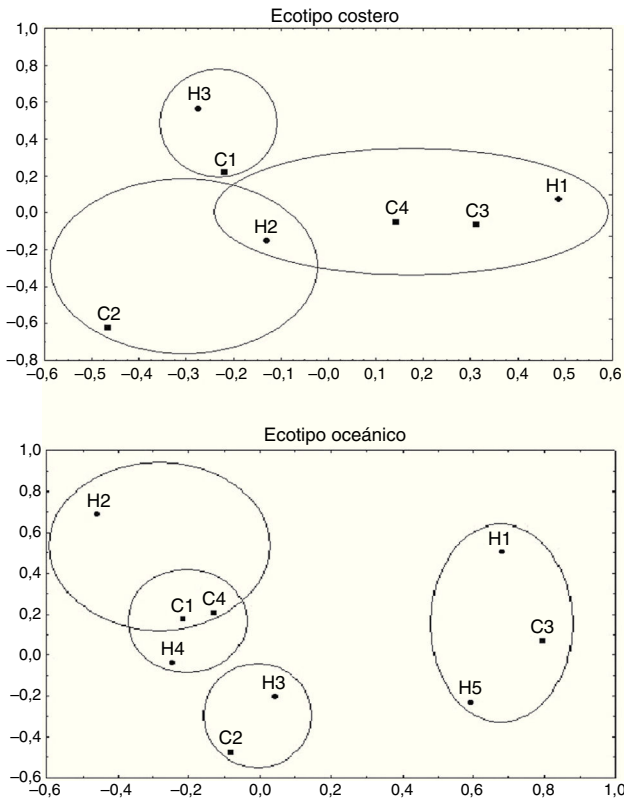 Ecotipo costero
1,0
0,8
0,6
0,4
0,2
0,0
−0,2
−0,4
−0,6
−0,8
H3
C1
H1
C4
C3
H2
C2
−0,6 −0,5 −0,4 −0,3 −0,2 −0,1 −0,0 0,1 0,2 0,3 0,4 0,5 0,6
Ecotipo oceánico
1,0
0,8
0,6
0,4
0,2
0,0
−0,2
−0,4
−0,6
H2
H1
C1 C4
C3
H4
H3
H5
C2
−0,6 −0,4 −0,2 0,0 0,2 0,4 0,6 0,8 1,0